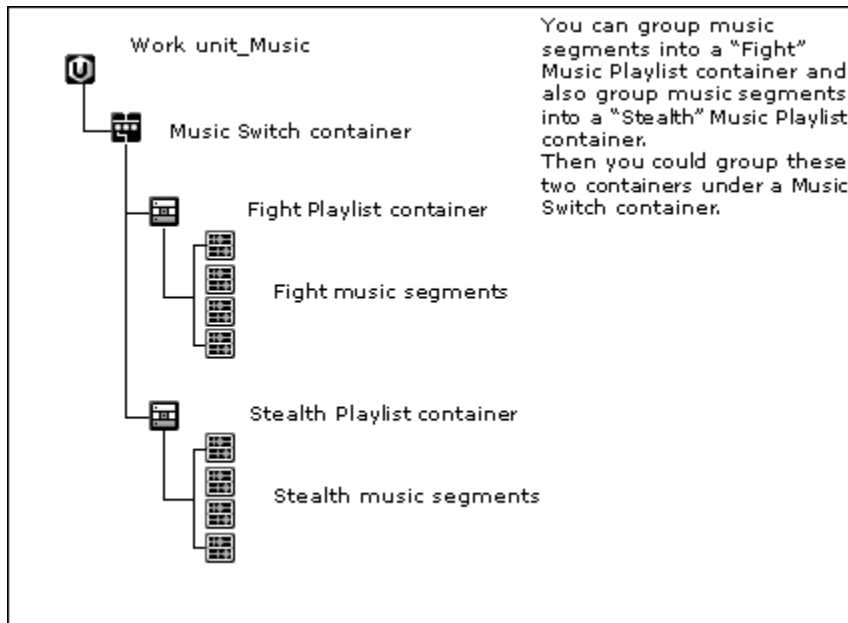 Work unit_Music
You can group music
segments into a “Fight”
Music Playlist container and
also group music segments
into a “Stealth” Music Playlist
container.
Then you could group these
two containers under a Music
Switch container.
Music Switch container
Fight Playlist container
Fight music segments
Stealth Playlist container
Stealth music segments